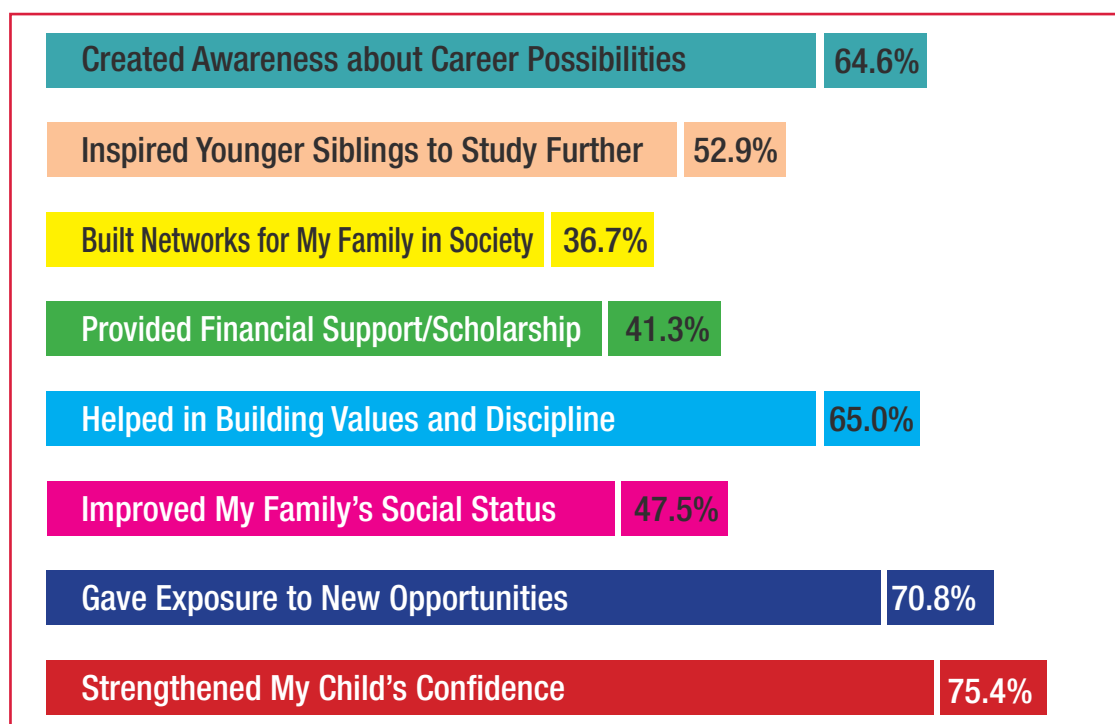 Created Awareness about Career Possibilities 64.6%
Inspired Younger Siblings to Study Further 52.9%
Built Networks for My Family in Society 36.7%
Provided Financial Support/Scholarship 41.3%
Helped in Building Values and Discipline 65.0%
Improved My Family's Social Status 47.5%
Gave Exposure to New Opportunities 70.8%
Strengthened My Child's Confidence 75.4%